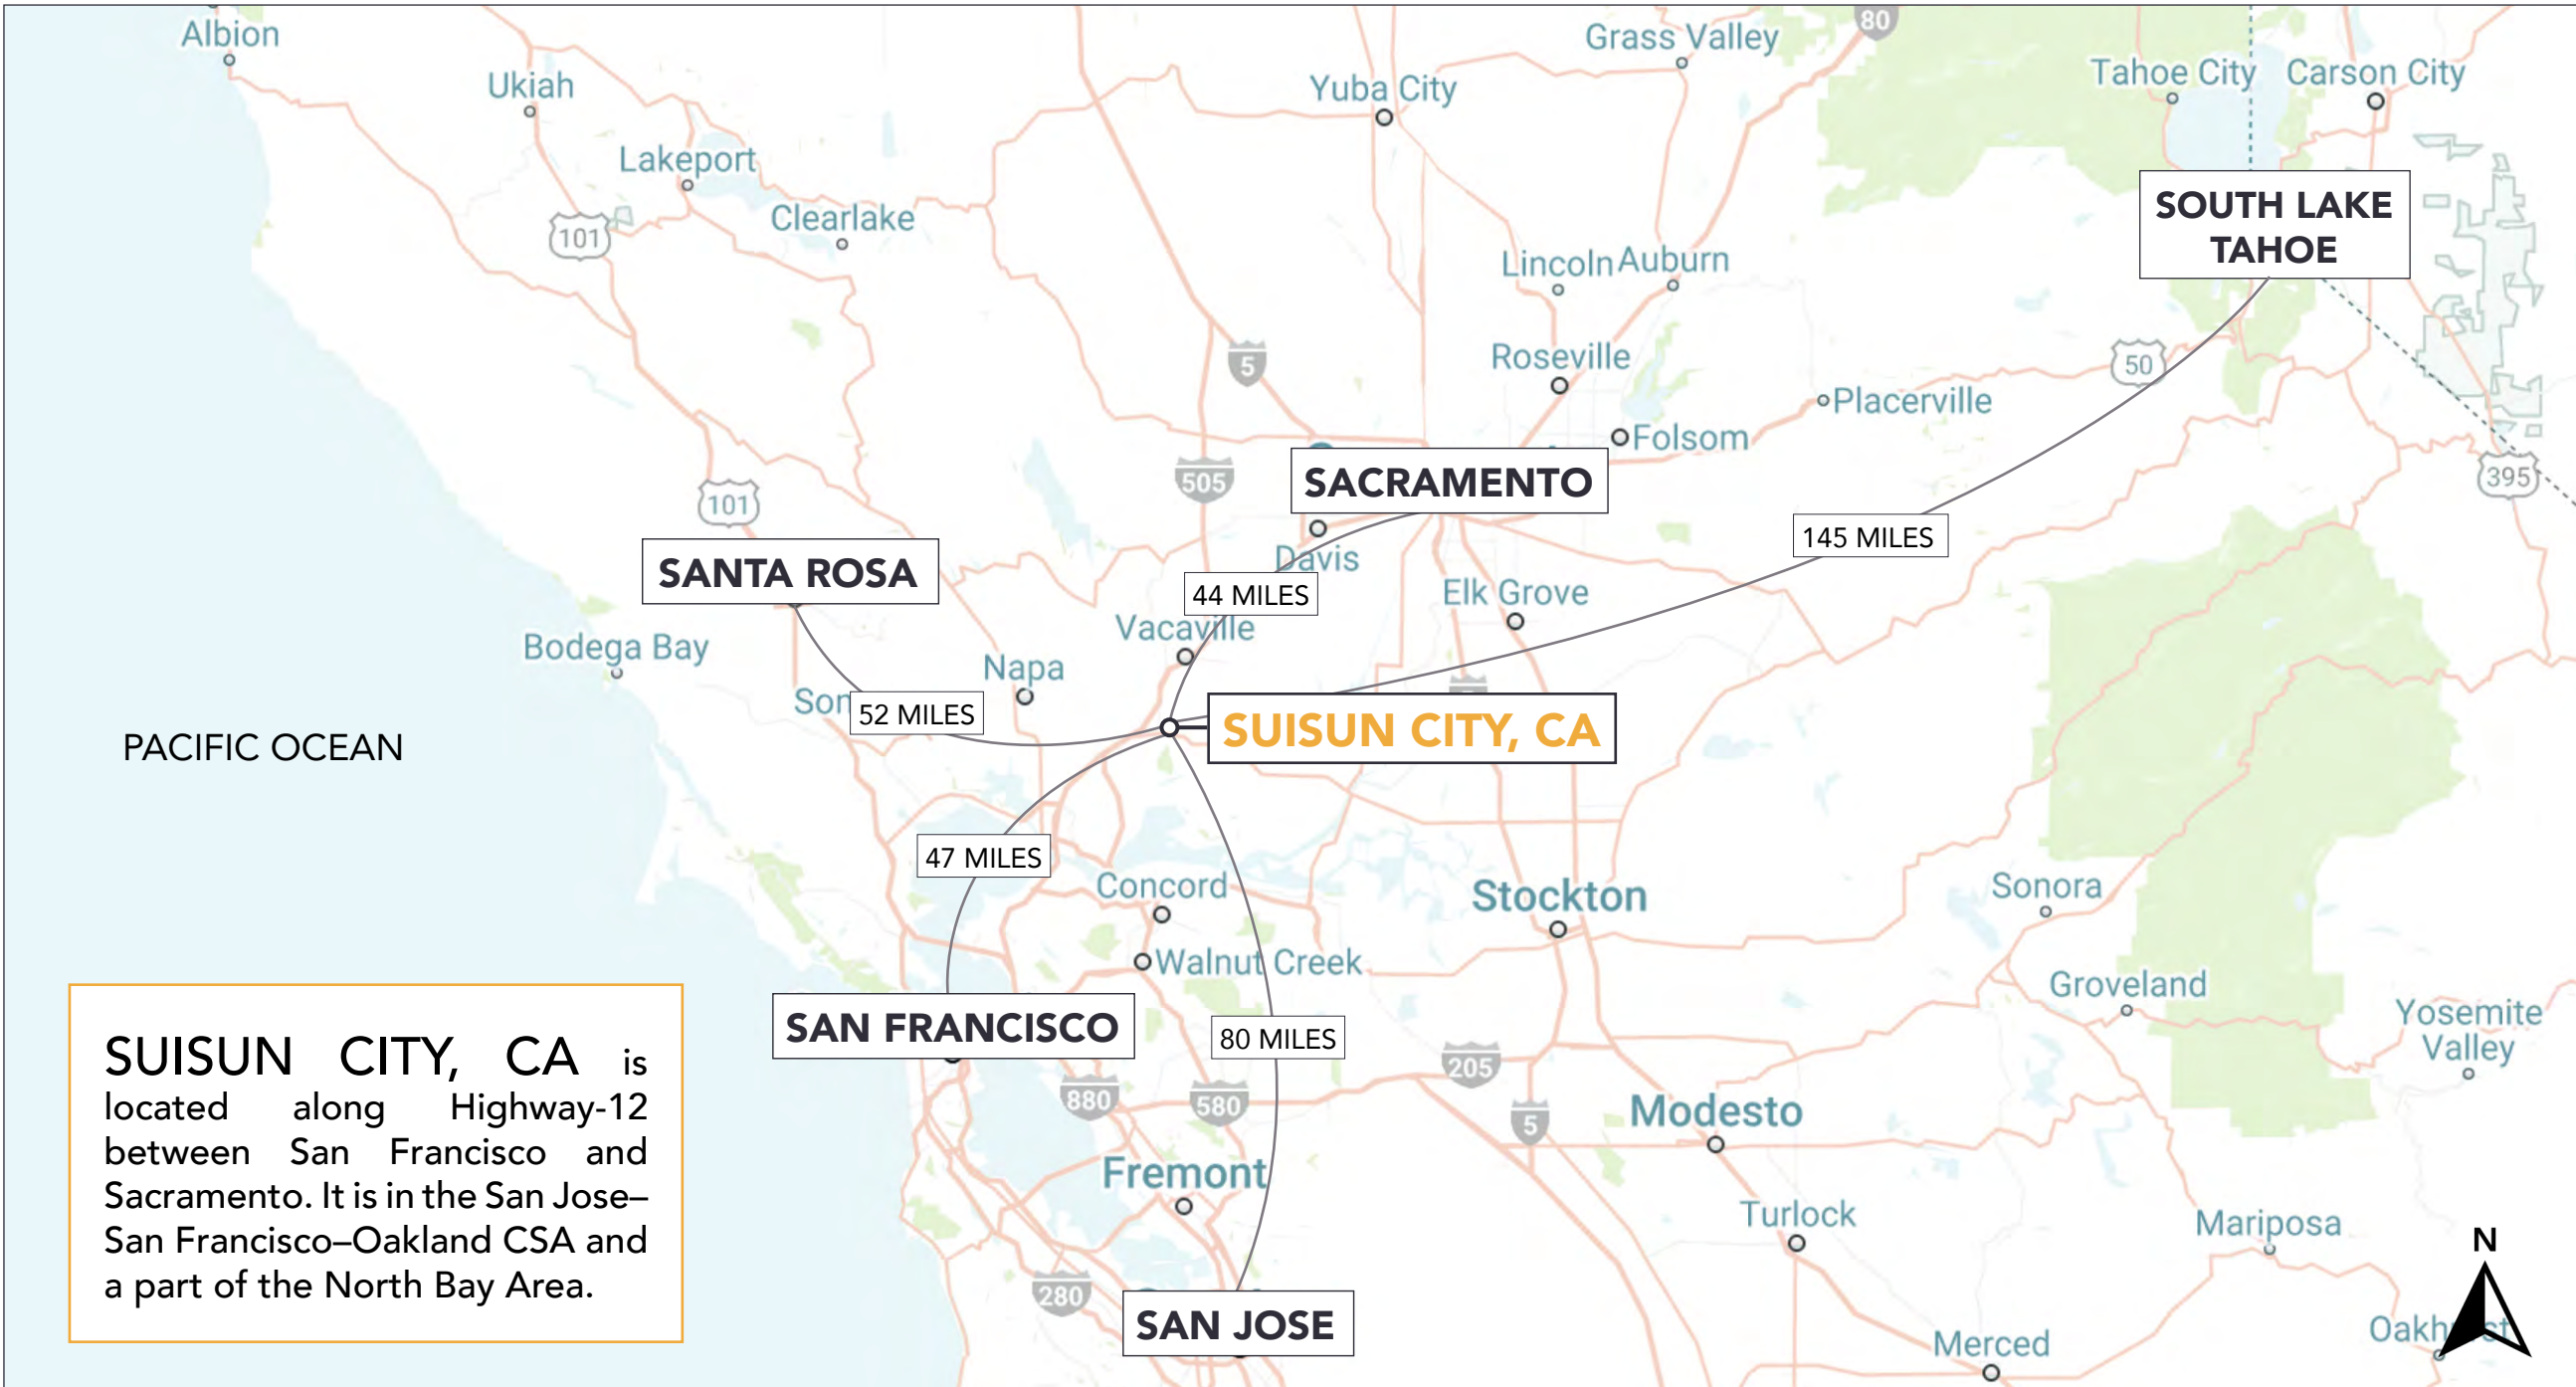 Albion
Ukiah
Lakeport
Clearlake
101
Yuba City
Grass Valley
80
Tahoe City
Carson City
SOUTH LAKE
TAHOE
Lincoln
Auburn
5
Roseville
50
Placerville
Folsom
SACRAMENTO
505
395
101
SANTA ROSA
Davis
145 MILES
44 MILES
Elk Grove
Vacaville
Bodega Bay
Napa
Son
52 MILES
SUISUN CITY, CA
PACIFIC OCEAN
47 MILES
Concord
Stockton
Sonora
Walnut Creek
Groveland
Yosemite
Valley
SAN FRANCISCO
80 MILES
205
880
580
5
Modesto
Fremont
Turlock
Mariposa
280
SAN JOSE
Merced
N
SUISUN CITY, CA is
located along Highway-12
between San Francisco and
Sacramento. It is in the San Jose–
San Francisco–Oakland CSA and
a part of the North Bay Area.